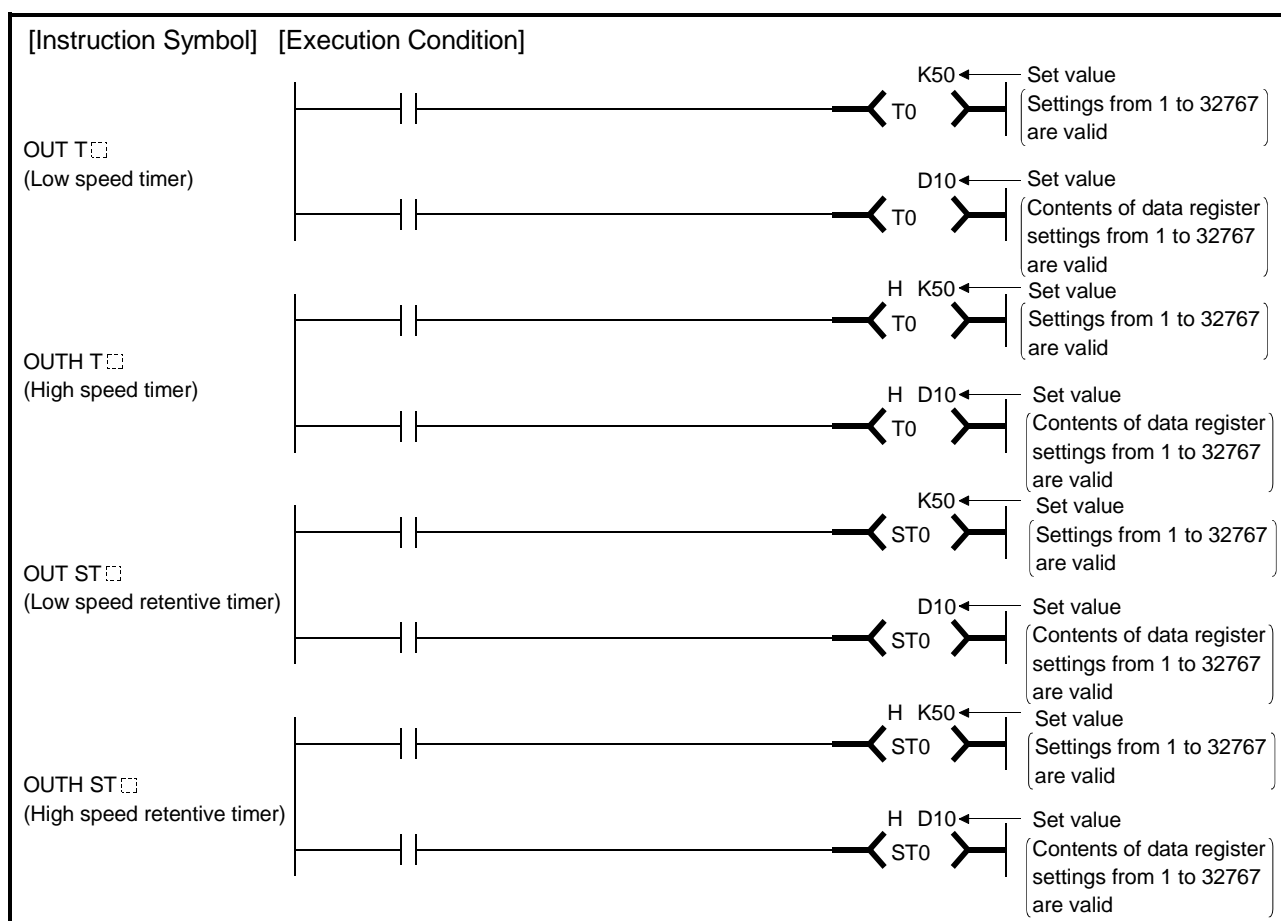 [Instruction Symbol] [Execution Condition]
K50 Set value
T0 Settings from 1 to 32767
are valid
OUT T
(Low speed timer)
D10 Set value
T0 Contents of data register
settings from 1 to 32767
are valid
H K50 Set value
T0 Settings from 1 to 32767
are valid
OUTH T
(High speed timer)
H D10 Set value
T0 Contents of data register
settings from 1 to 32767
are valid
K50 Set value
ST0 Settings from 1 to 32767
are valid
OUT ST
(Low speed retentive timer)
D10 Set value
ST0 Contents of data register
settings from 1 to 32767
are valid
H K50 Set value
ST0 Settings from 1 to 32767
are valid
OUTH ST
(High speed retentive timer)
H D10 Set value
ST0 Contents of data register
settings from 1 to 32767
are valid